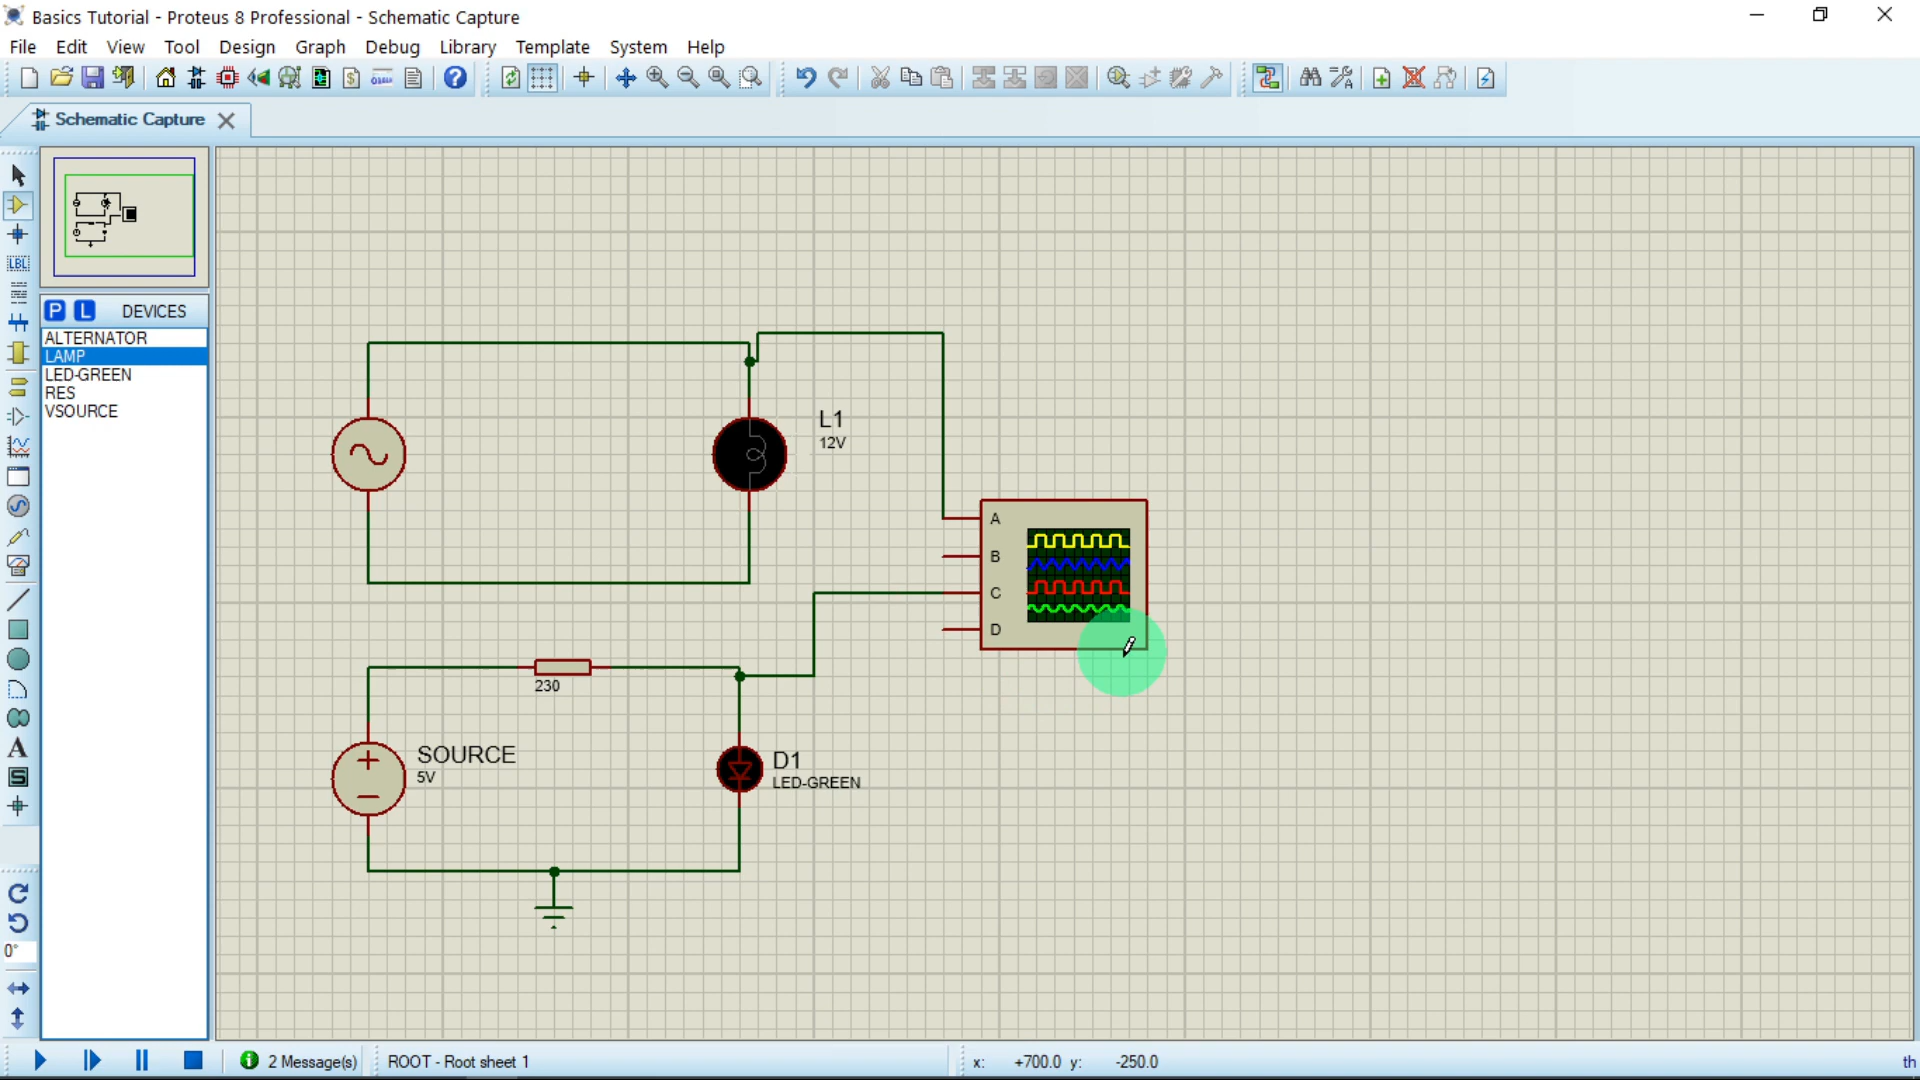 Basics Tutorial - Proteus 8 Professional - Schematic Capture
File Edit View Tool Design Graph Debug Library Template System Help
Schematic Capture
LBL
P L DEVICES
ALTERNATOR
LAMP
LED-GREEN
RES
VSOURCE
L1
12V
A
B
C
D
230
SOURCE
5V
D1
LED-GREEN
A
S
0°
2 Message(s) ROOT - Root sheet 1 x: +700.0 y: -250.0 th